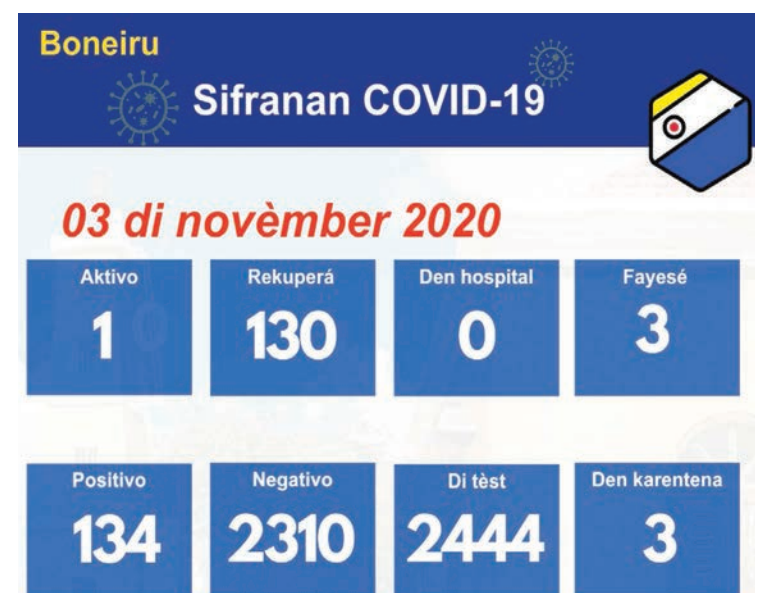 Boneiru
Sifranan COVID-19
03 di novèmber 2020
Aktivo Rekuperá Den hospital Fayesé
1 130 0 3
Positivo Negativo Di tèst Den karentena
134 2310 2444 3